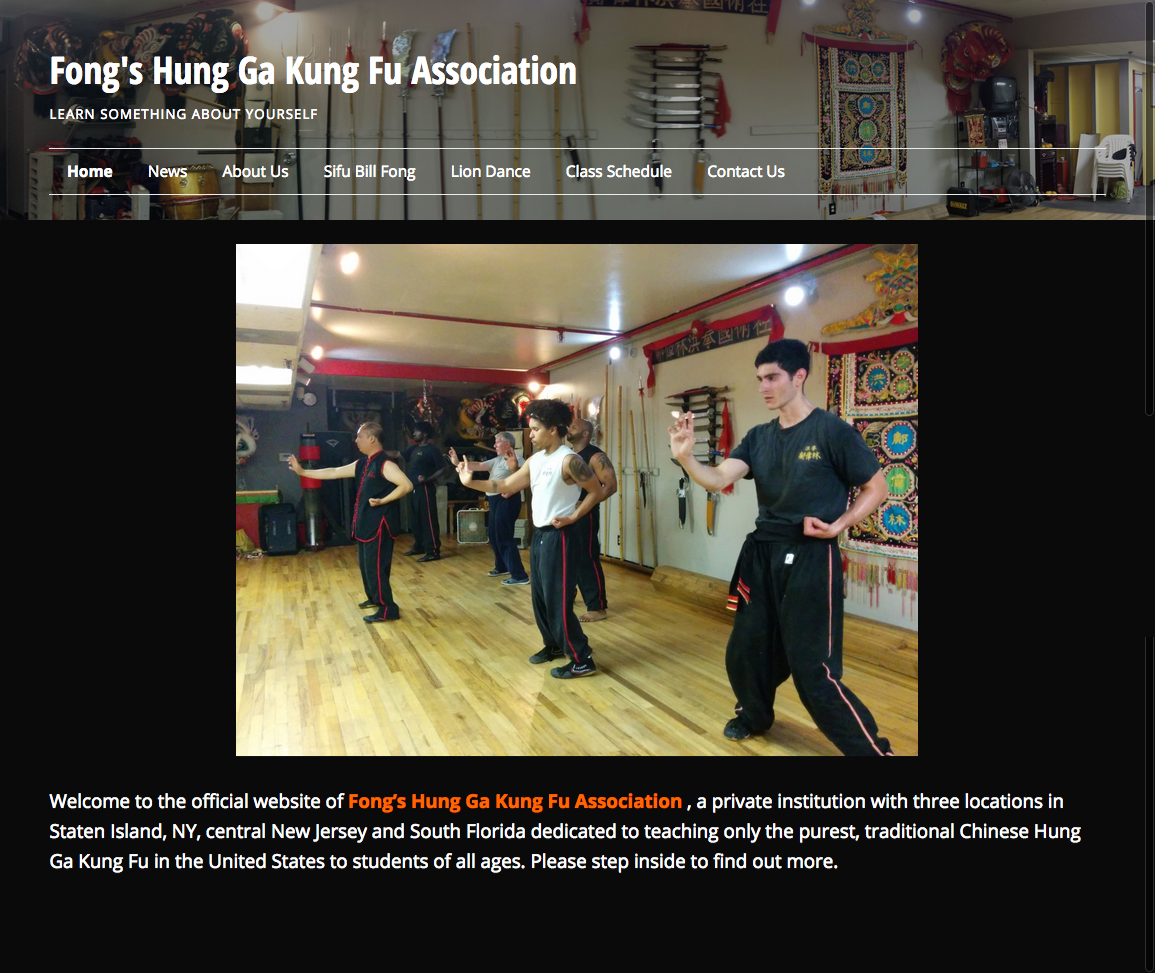 Fong's Hung Ga Kung Fu Association
LEARN SOMETHING ABOUT YOURSELF
Home News About Us Sifu Bill Fong Lion Dance Class Schedule Contact Us
鄺
偉
林
Welcome to the official website of Fong’s Hung Ga Kung Fu Association , a private institution with three locations in
Staten Island, NY, central New Jersey and South Florida dedicated to teaching only the purest, traditional Chinese Hung
Ga Kung Fu in the United States to students of all ages. Please step inside to find out more.